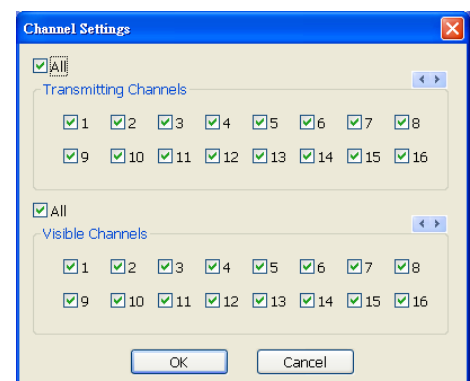 Channel Settings
All
Transmitting Channels
1 2 3 4 5 6 7 8
9 10 11 12 13 14 15 16
All
Visible Channels
1 2 3 4 5 6 7 8
9 10 11 12 13 14 15 16
OK Cancel